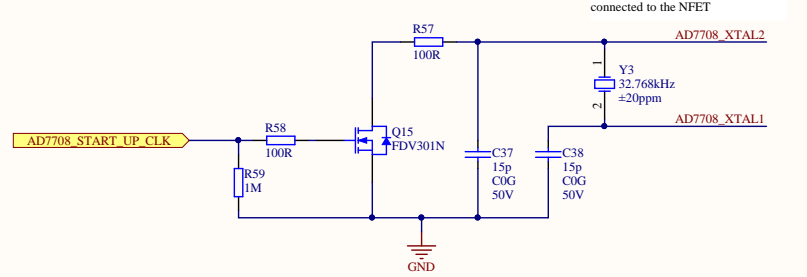 connected to the NFET
R57
100R
AD7708_XTAL2
1
Y3
32.768kHz
±20ppm
2
AD7708_XTAL1
AD7708_START_UP_CLK
R58
100R
Q15
FDV301N
R59
1M
C37
15p
C0G
50V
C38
15p
C0G
50V
GND